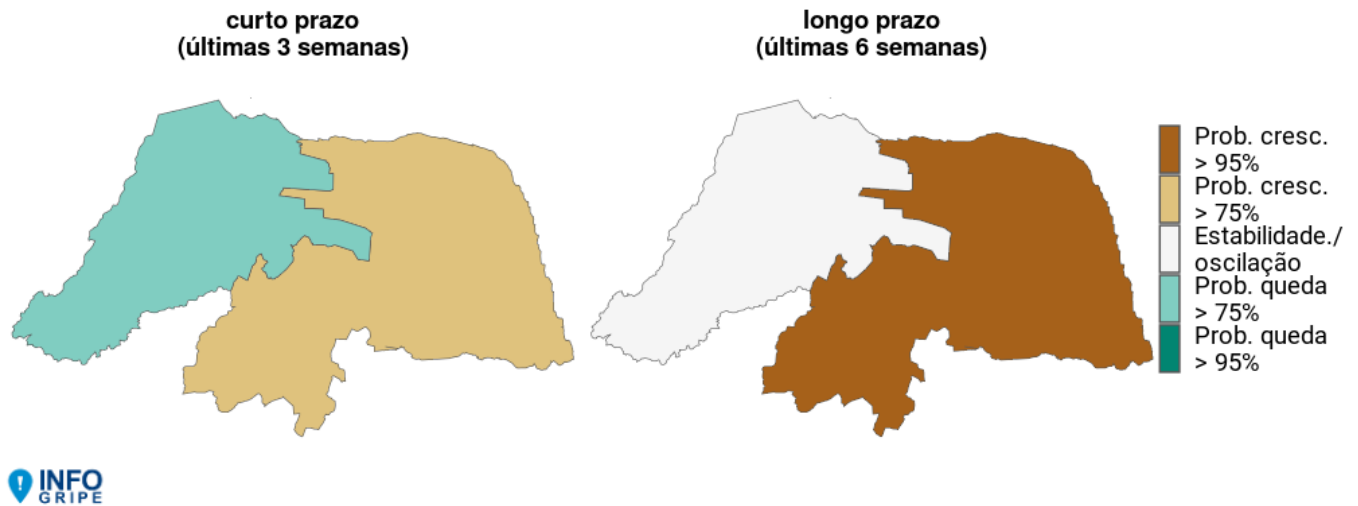 curto prazo
(últimas 3 semanas)
longo prazo
(últimas 6 semanas)
Prob. cresc.
> 95%
Prob. cresc.
> 75%
Estabilidade./
oscilação
Prob. queda
> 75%
Prob. queda
> 95%
INFO
GRIPE